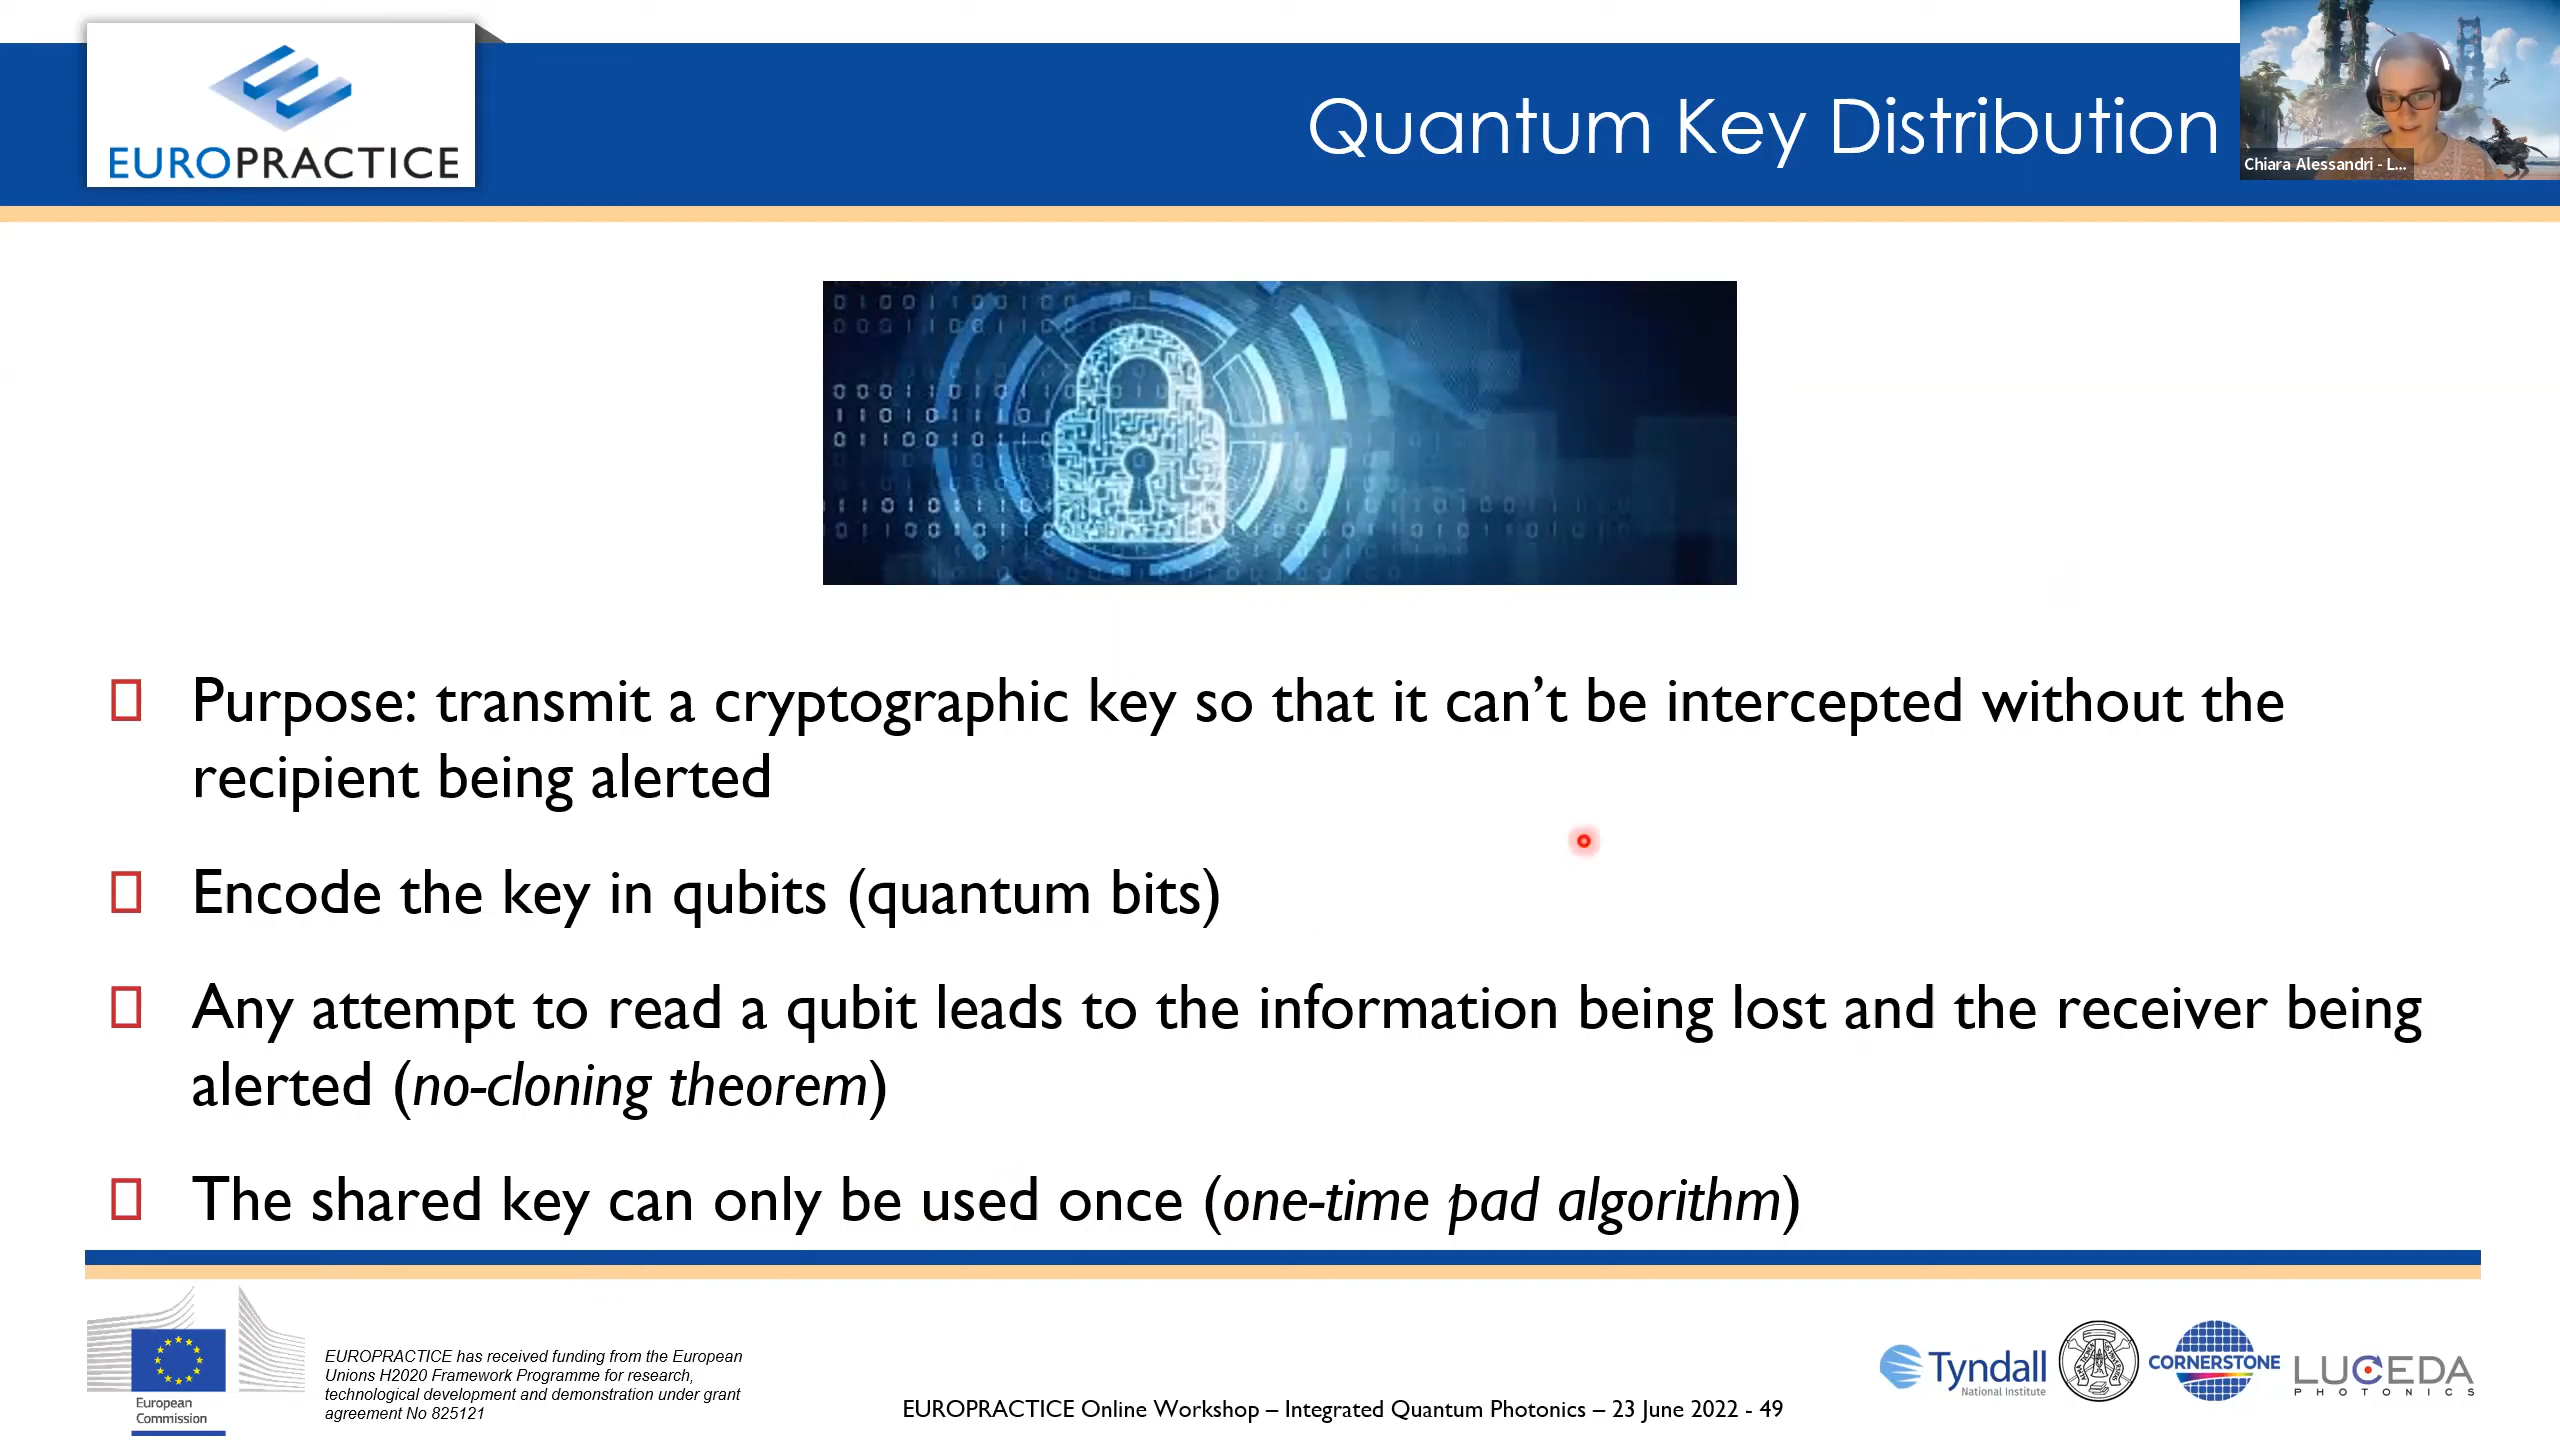 EUROPRACTICE
Quantum Key Distribution
Chiara Alessandri - L...
Purpose: transmit a cryptographic key so that it can’t be intercepted without the
recipient being alerted
Encode the key in qubits (quantum bits)
Any attempt to read a qubit leads to the information being lost and the receiver being
alerted (no-cloning theorem)
The shared key can only be used once (one-time pad algorithm)
European
Commission
EUROPRACTICE has received funding from the European
Unions H2020 Framework Programme for research,
technological development and demonstration under grant
agreement No 825121
EUROPRACTICE Online Workshop – Integrated Quantum Photonics – 23 June 2022 - 49
Tyndall
National Institute
CORNERSTONE
LUCEDA
PHOTONICS